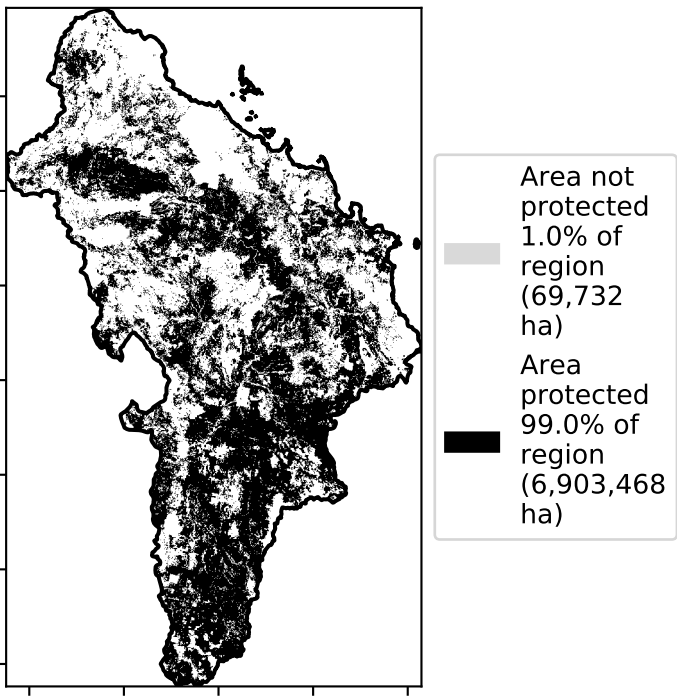 Area not
protected
1.0% of
region
(69,732
ha)
Area
protected
99.0% of
region
(6,903,468
ha)